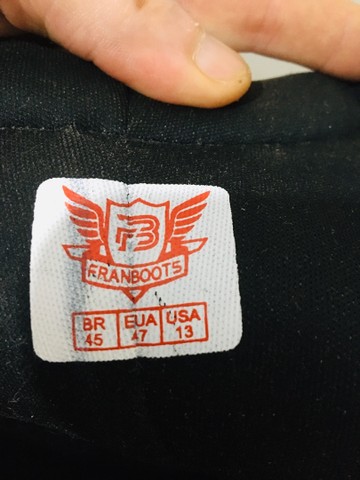 FB
FRANBOOTS
BR EUA USA
45 47 13